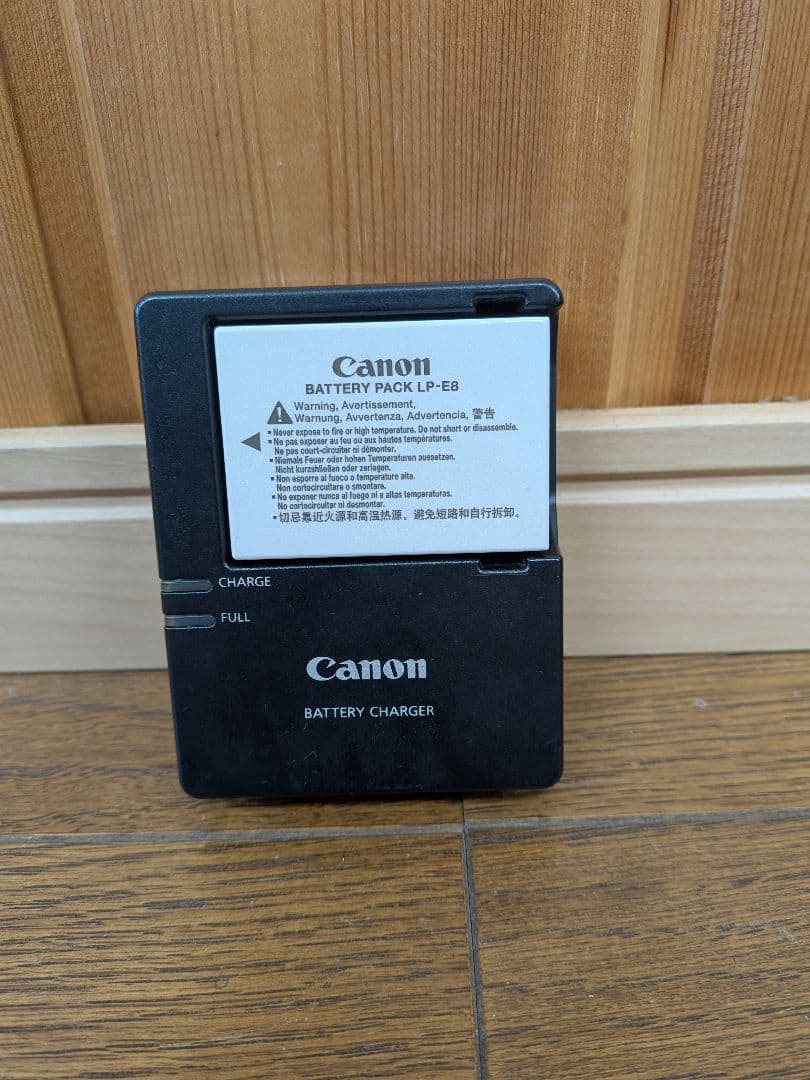 Canon
BATTERY PACK LP-E8
Warning, Avertissement,
Warnung, Avvertenza, Advertencia, 警告
▪ Never expose to fire or high temperature. Do not short or disassemble.
▪ Ne pas exposer au feu ou aux hautes températures.
Ne pas court-circuiter ni démonter.
▪ Niemals Feuer oder hohen Temperaturen aussetzen.
Nicht kurzshließen oder zerlegen.
▪ Non esporre al fuoco o temperature alte.
Non cortocircuitare o smontare.
▪ No exponer nunca al fuego ni a altas temperaturas.
No cortocircuitar ni desmontar.
▪ 切忌靠近火源和高温热源，避免短路和自行拆卸。
CHARGE
FULL
Canon
BATTERY CHARGER